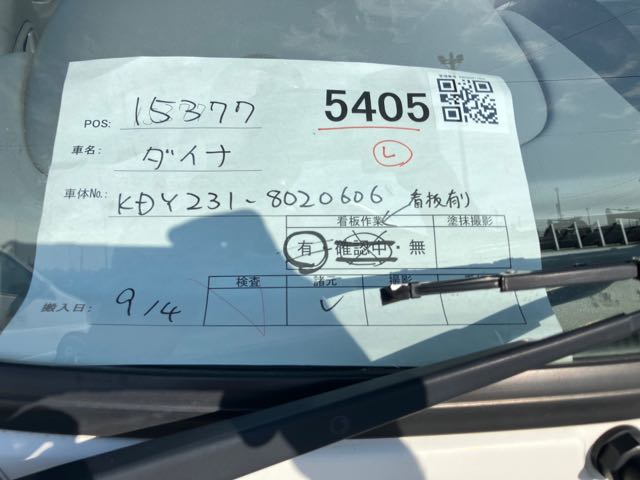 POS: 15377
5405
L
車名: ダイナ
車体No.: KDY231-8020606
看板有り
看板作業 塗抹撮影
有・確認中・無
検査 諸元 撮影
搬入日: 9/4